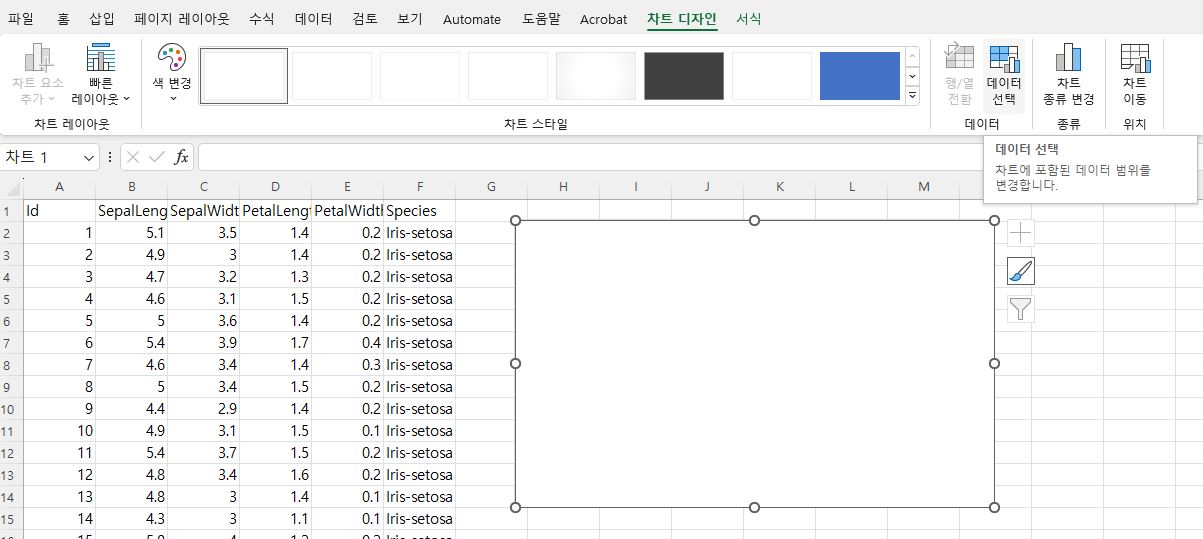 파일 홈 삽입 페이지 레이아웃 수식 데이터 검토 보기 Automate 도움말 Acrobat 차트 디자인 서식
차트 요소 빠른 색 변경 행/열 데이터 차트 차트
추가 레이아웃 전환 선택 종류 변경 이동
차트 레이아웃 차트 스타일 데이터 종류 위치
차트 1 fx
데이터 선택
차트에 포함된 데이터 범위를
변경합니다.
A B C D E F G H I J K L M
1 Id SepalLeng SepalWidt PetalLengt PetalWidth Species
2 1 5.1 3.5 1.4 0.2 Iris-setosa
3 2 4.9 3 1.4 0.2 Iris-setosa
4 3 4.7 3.2 1.3 0.2 Iris-setosa
5 4 4.6 3.1 1.5 0.2 Iris-setosa
6 5 5 3.6 1.4 0.2 Iris-setosa
7 6 5.4 3.9 1.7 0.4 Iris-setosa
8 7 4.6 3.4 1.4 0.3 Iris-setosa
9 8 5 3.4 1.5 0.2 Iris-setosa
10 9 4.4 2.9 1.4 0.2 Iris-setosa
11 10 4.9 3.1 1.5 0.1 Iris-setosa
12 11 5.4 3.7 1.5 0.2 Iris-setosa
13 12 4.8 3.4 1.6 0.2 Iris-setosa
14 13 4.8 3 1.4 0.1 Iris-setosa
15 14 4.3 3 1.1 0.1 Iris-setosa